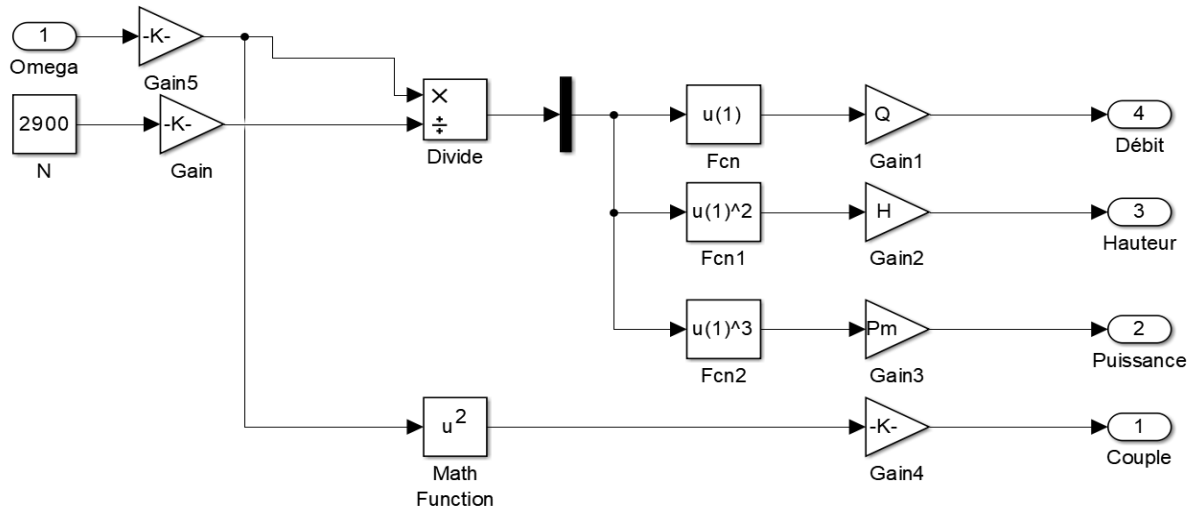 1
-K-
Omega
Gain5
2900
-K-
N
Gain
×
÷
Divide
u(1)
Fcn
Q
Gain1
4
Débit
u(1)^2
Fcn1
H
Gain2
3
Hauteur
u(1)^3
Fcn2
Pm
Gain3
2
Puissance
u²
Math
Function
-K-
Gain4
1
Couple